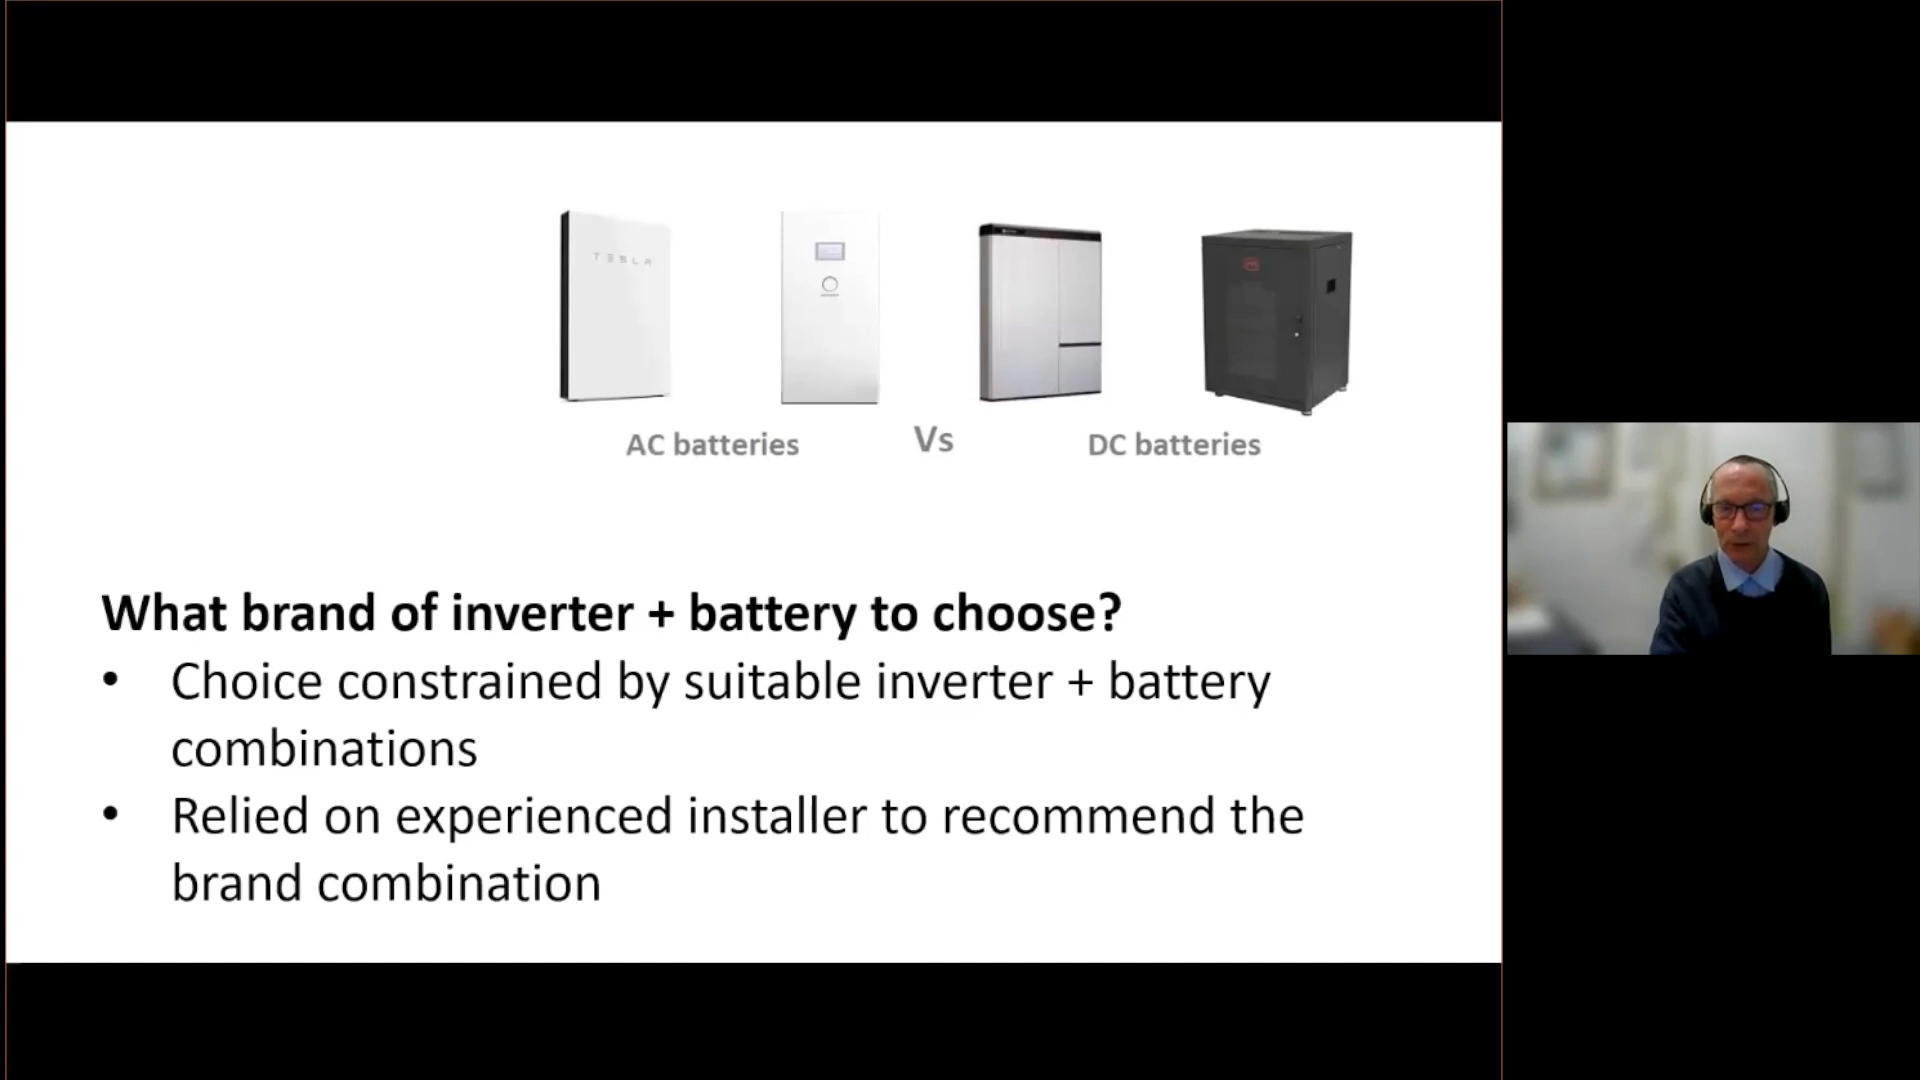 TESLA
AC batteries
Vs
DC batteries
What brand of inverter + battery to choose?
• Choice constrained by suitable inverter + battery
combinations
• Relied on experienced installer to recommend the
brand combination